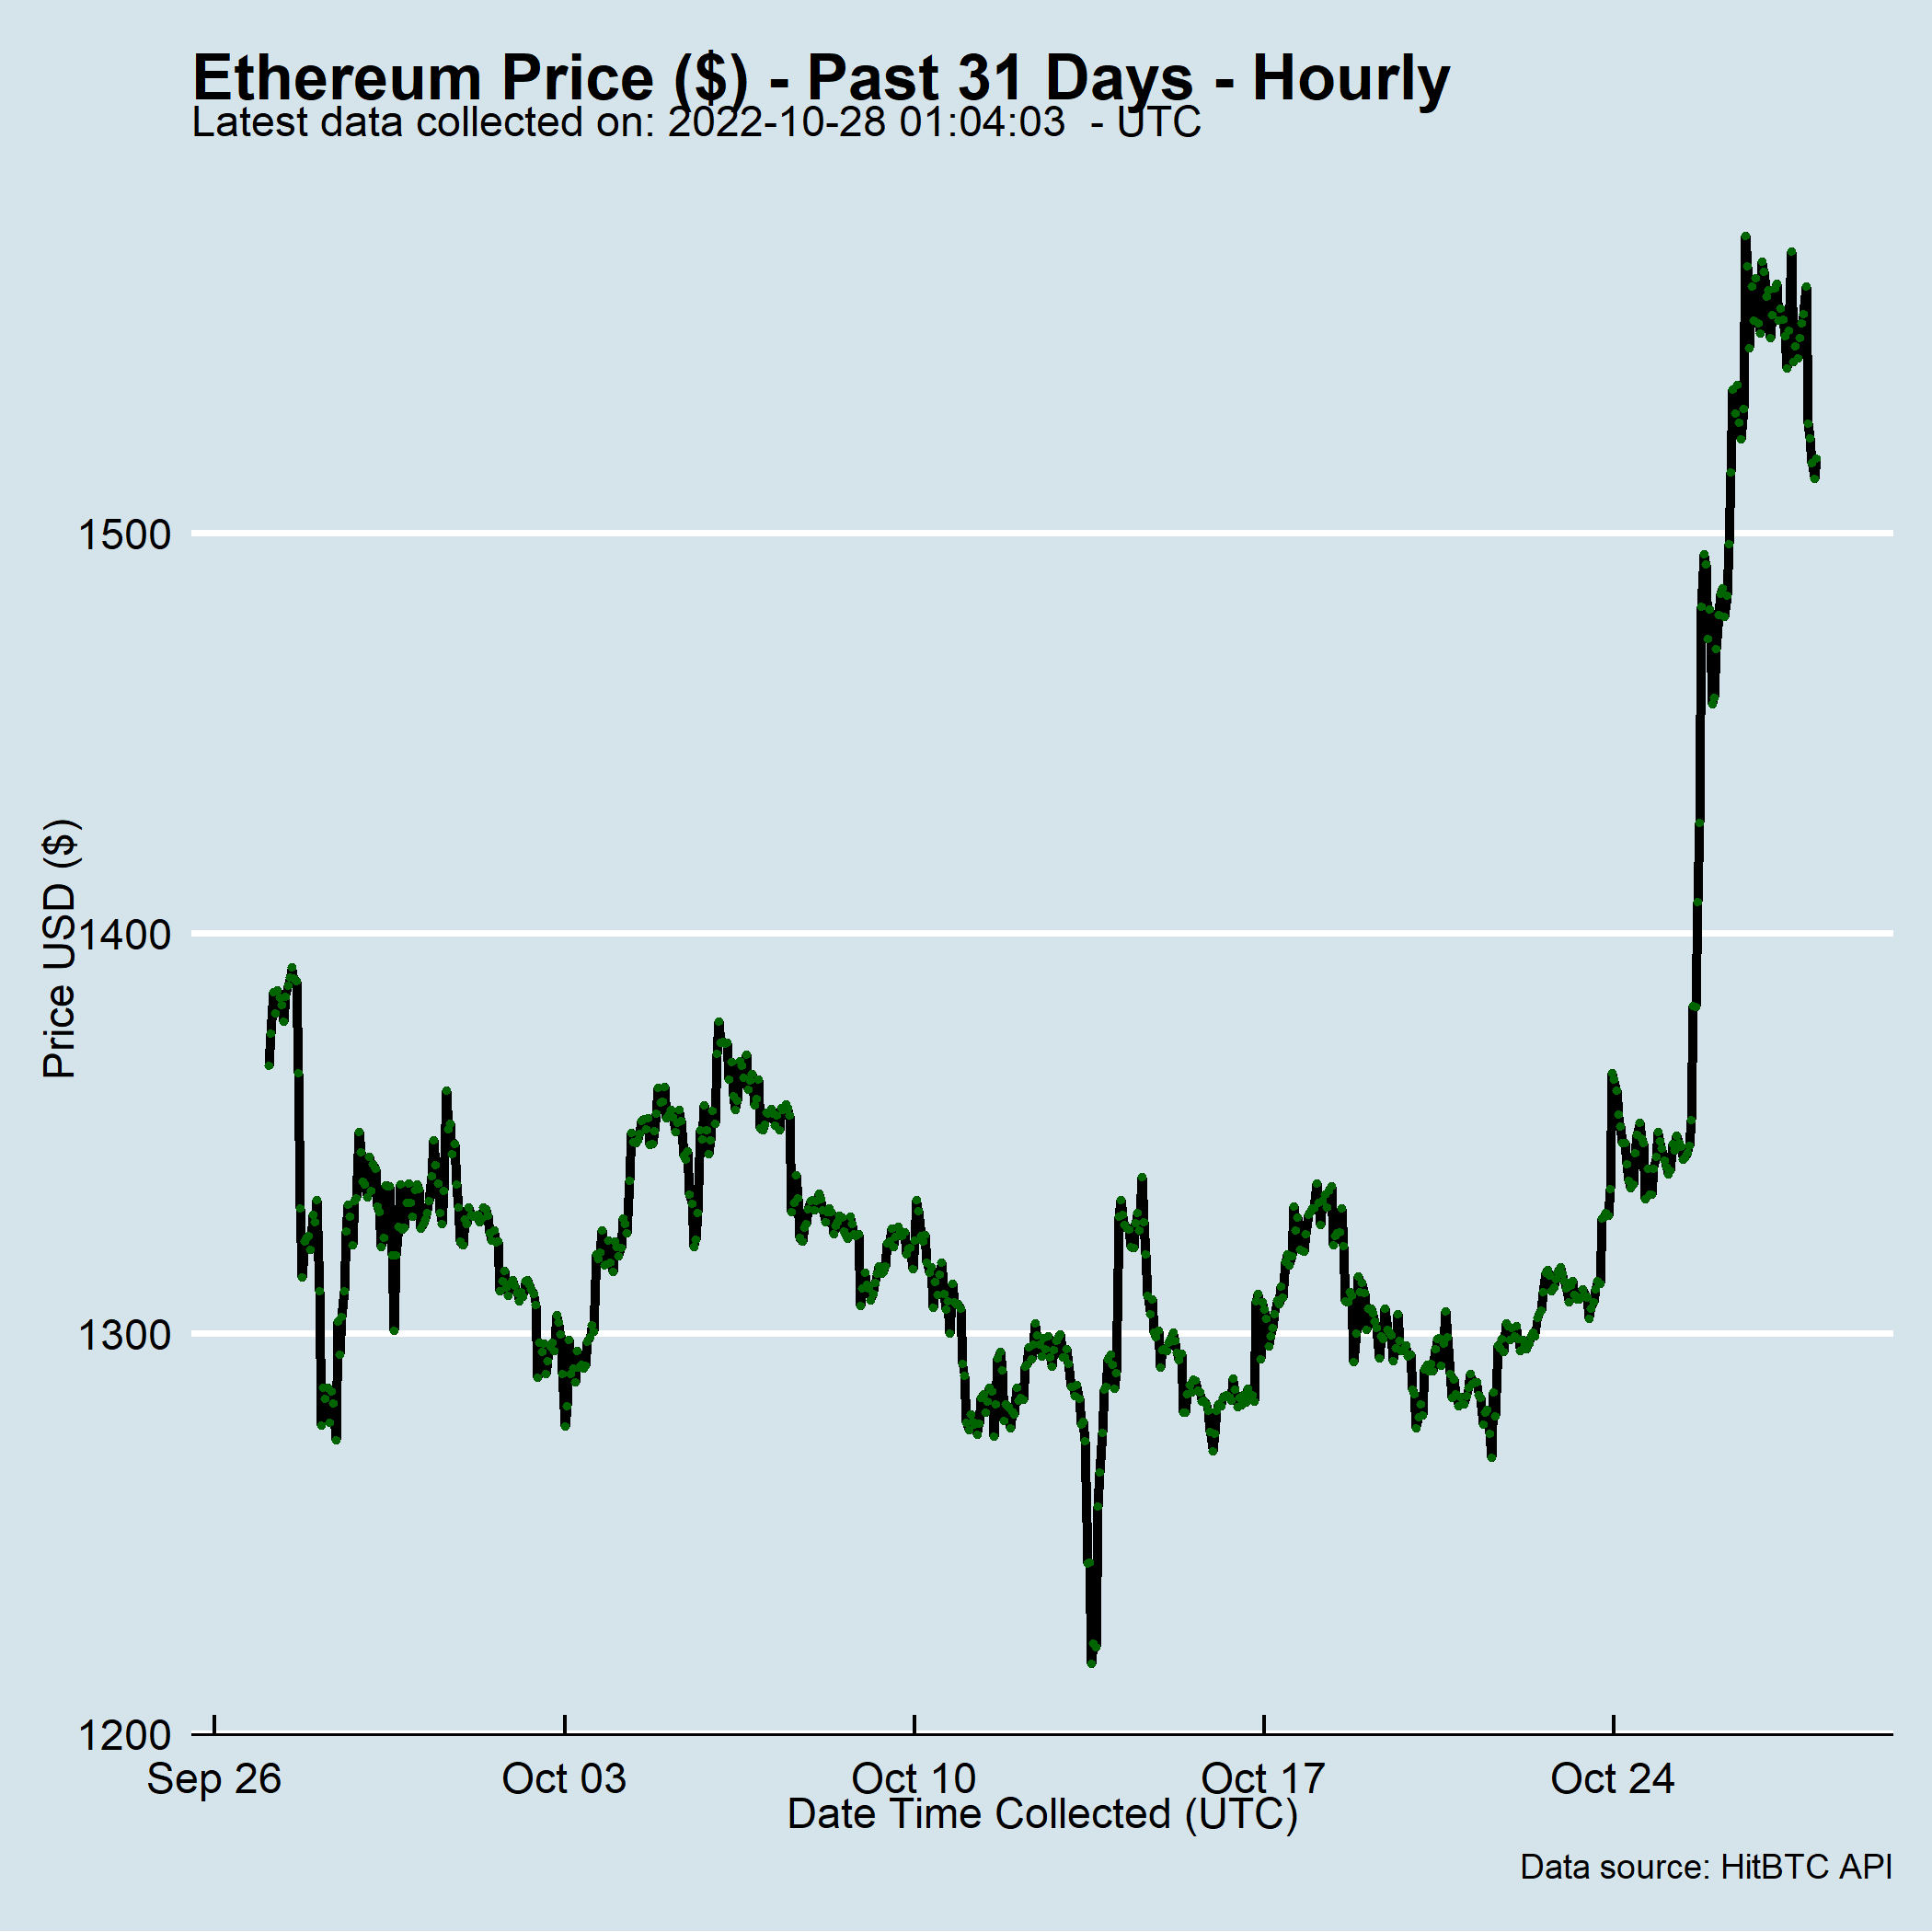 Ethereum Price ($) - Past 31 Days - Hourly
Latest data collected on: 2022-10-28 01:04:03  - UTC
Price USD ($)
1500
1400
1300
1200
Sep 26 Oct 03 Oct 10 Oct 17 Oct 24
Date Time Collected (UTC)
Data source: HitBTC API